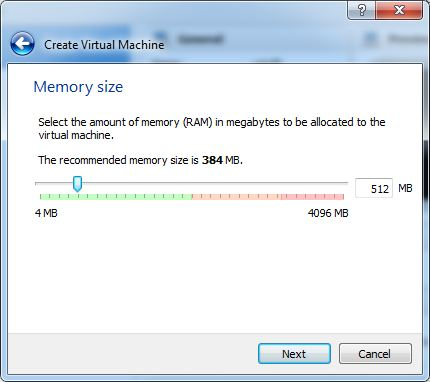 General
Create Virtual Machine
Memory size
Select the amount of memory (RAM) in megabytes to be allocated to the
virtual machine.
The recommended memory size is 384 MB.
512 MB
4 MB 4096 MB
Next Cancel